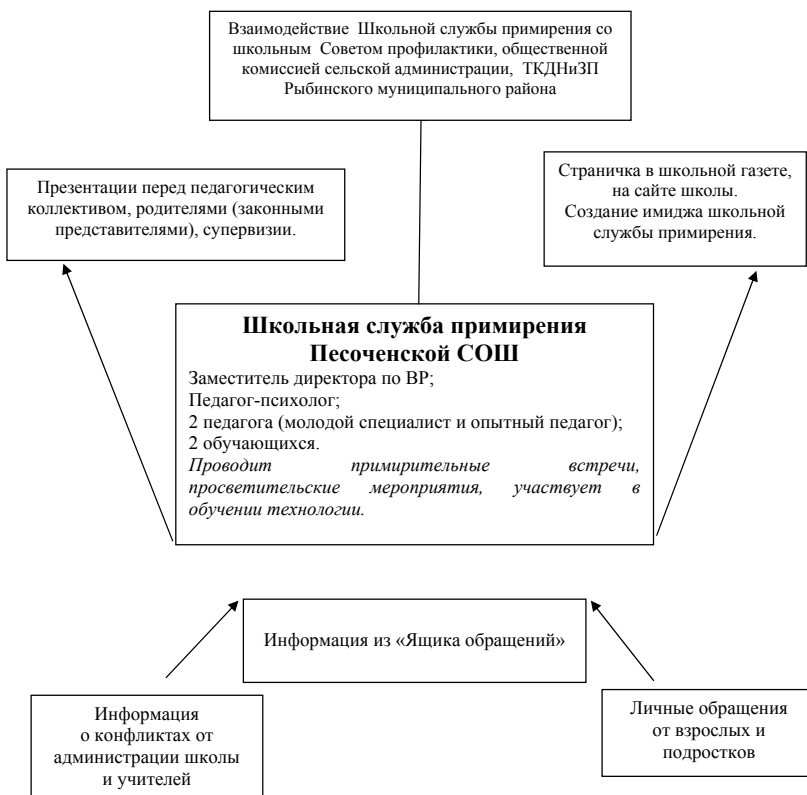 Взаимодействие Школьной службы примирения со
школьным Советом профилактики, общественной
комиссией сельской администрации, ТКДНиЗП
Рыбинского муниципального района
Презентации перед педагогическим
коллективом, родителями (законными
представителями), супервизии.
Страничка в школьной газете,
на сайте школы.
Создание имиджа школьной
службы примирения.
Школьная служба примирения
Песоченской СОШ
Заместитель директора по ВР;
Педагог-психолог;
2 педагога (молодой специалист и опытный педагог);
2 обучающихся.
Проводит примирительные встречи,
просветительские мероприятия, участвует в
обучении технологии.
Информация из «Ящика обращений»
Информация
о конфликтах от
администрации школы
и учителей
Личные обращения
от взрослых и
подростков